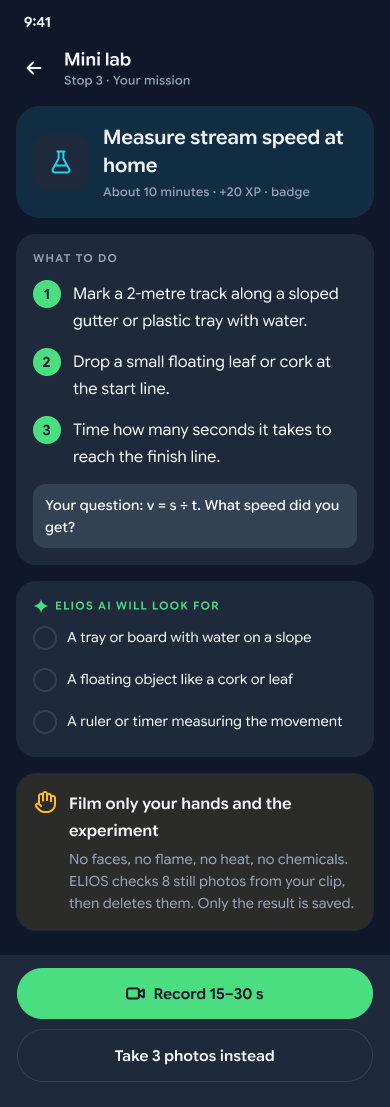 9:41
Mini lab
Stop 3 · Your mission
Measure stream speed at
home
About 10 minutes · +20 XP · badge
WHAT TO DO
1 Mark a 2-metre track along a sloped
gutter or plastic tray with water.
2 Drop a small floating leaf or cork at
the start line.
3 Time how many seconds it takes to
reach the finish line.
Your question: v = s ÷ t. What speed did you
get?
ELIOS AI WILL LOOK FOR
A tray or board with water on a slope
A floating object like a cork or leaf
A ruler or timer measuring the movement
Film only your hands and the
experiment
No faces, no flame, no heat, no chemicals.
ELIOS checks 8 still photos from your clip,
then deletes them. Only the result is saved.
Record 15–30 s
Take 3 photos instead